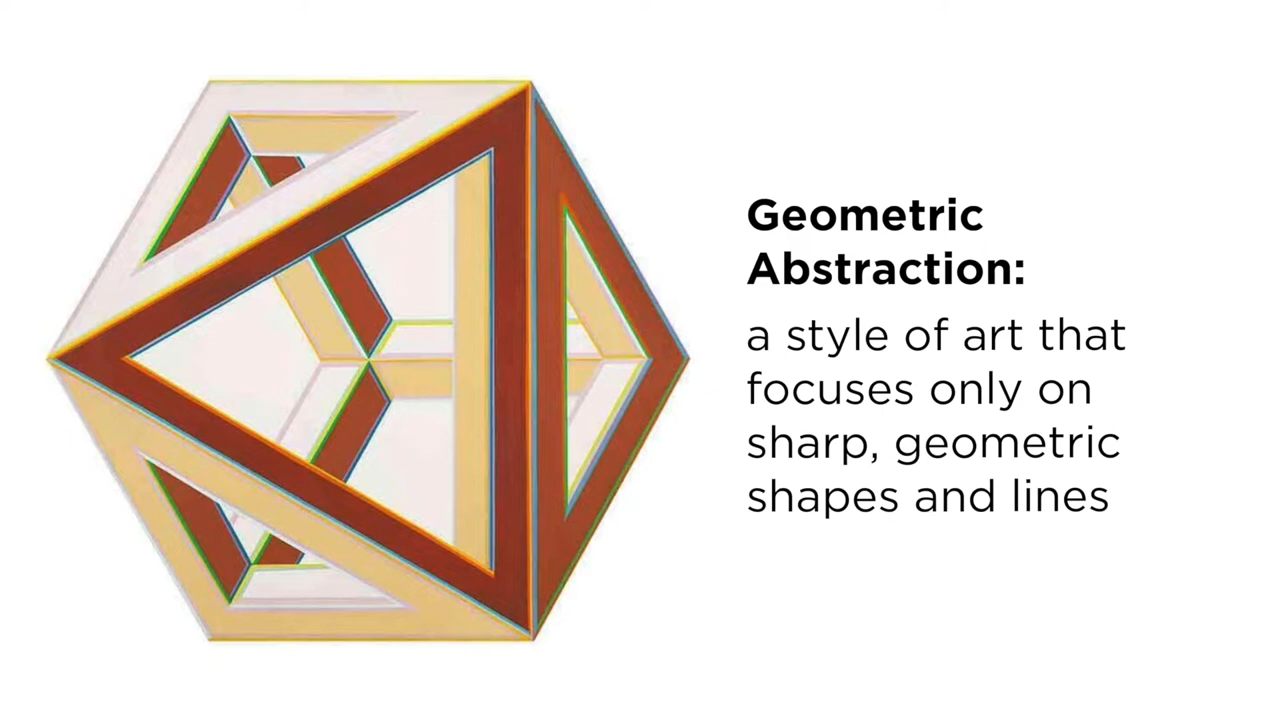 Geometric
Abstraction:
a style of art that
focuses only on
sharp, geometric
shapes and lines